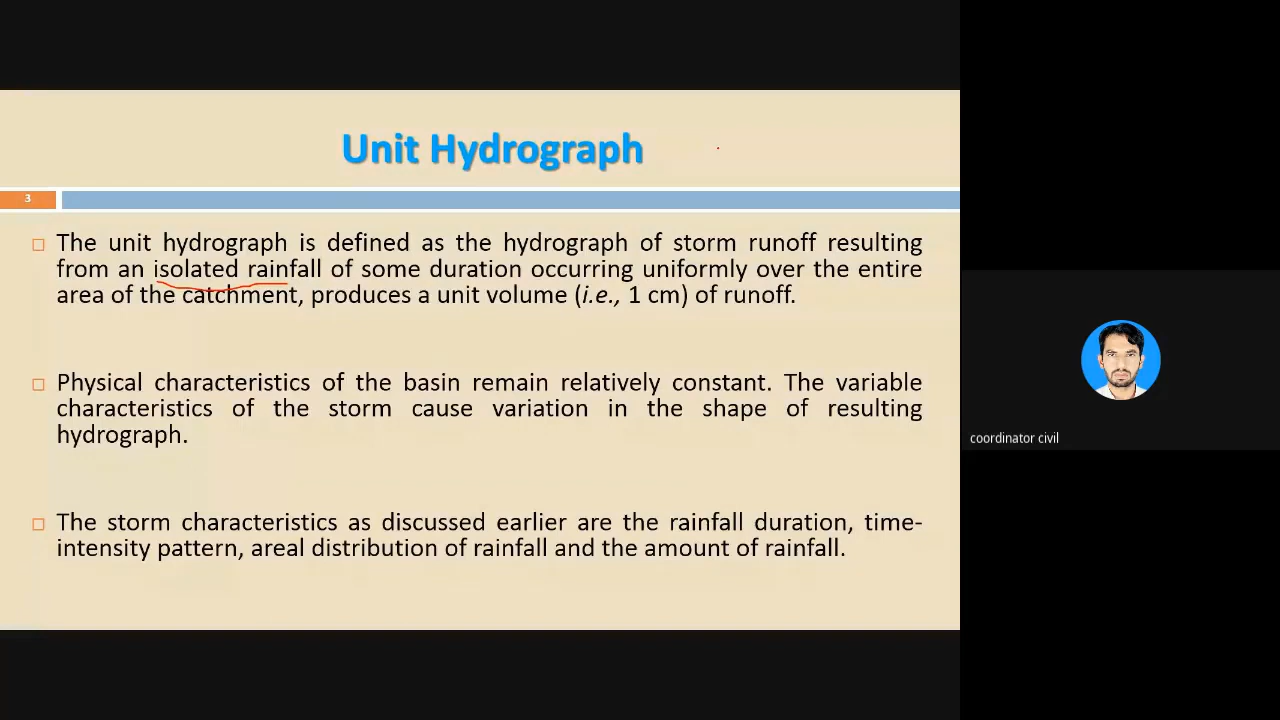 Unit Hydrograph
3
The unit hydrograph is defined as the hydrograph of storm runoff resulting
from an isolated rainfall of some duration occurring uniformly over the entire
area of the catchment, produces a unit volume (i.e., 1 cm) of runoff.
Physical characteristics of the basin remain relatively constant. The variable
characteristics of the storm cause variation in the shape of resulting
hydrograph.
The storm characteristics as discussed earlier are the rainfall duration, time-
intensity pattern, areal distribution of rainfall and the amount of rainfall.
coordinator civil